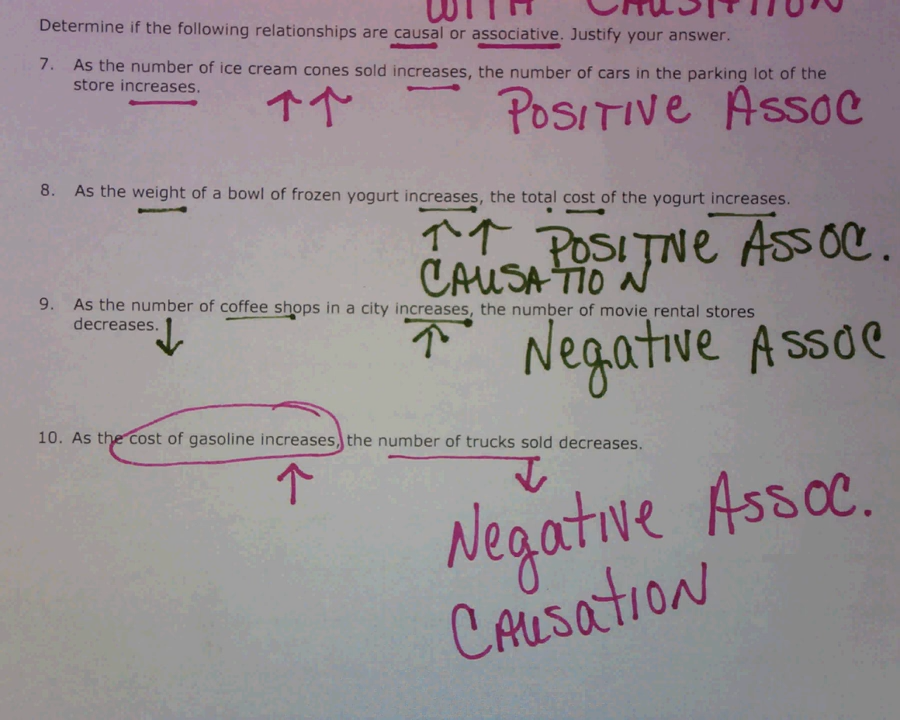 WITH CAUSATION
Determine if the following relationships are causal or associative. Justify your answer.
7. As the number of ice cream cones sold increases, the number of cars in the parking lot of the
store increases.
POSITIVE ASSOC
8. As the weight of a bowl of frozen yogurt increases, the total cost of the yogurt increases.
POSITIVE ASSOC.
CAUSATION
9. As the number of coffee shops in a city increases, the number of movie rental stores
decreases.
Negative ASSOC
10. As the cost of gasoline increases, the number of trucks sold decreases.
Negative Assoc.
Causation